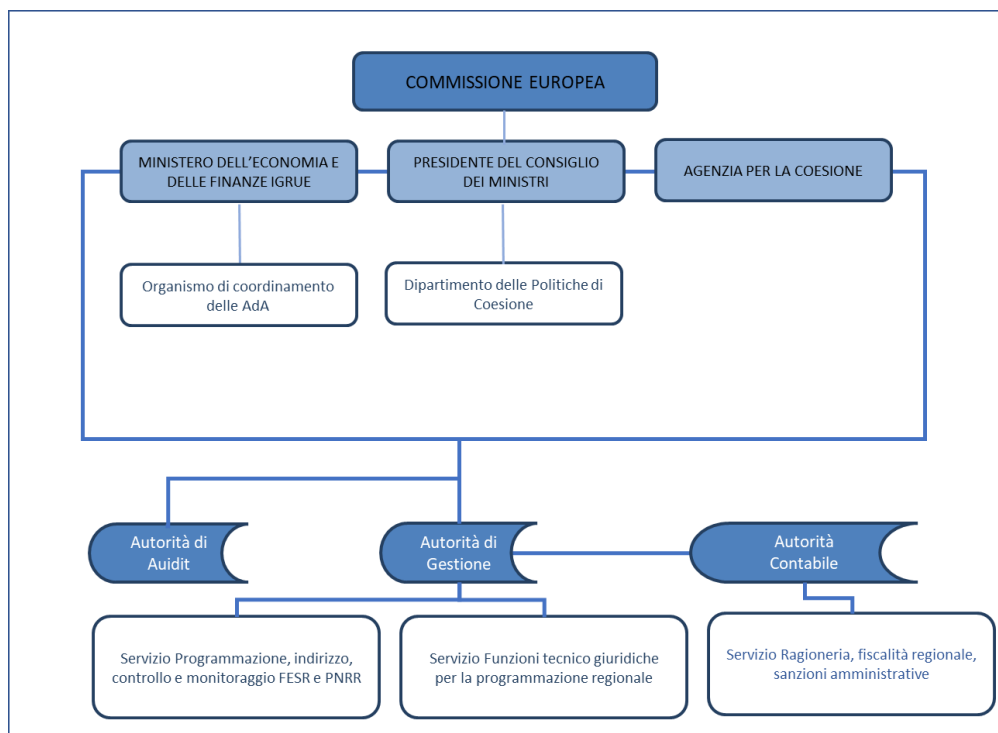 COMMISSIONE EUROPEA
MINISTERO DELL'ECONOMIA E
DELLE FINANZE IGRUE
PRESIDENTE DEL CONSIGLIO
DEI MINISTRI
AGENZIA PER LA COESIONE
Organismo di coordinamento
delle AdA
Dipartimento delle Politiche di
Coesione
Autorità di
Auidit
Autorità di
Gestione
Autorità
Contabile
Servizio Programmazione, indirizzo,
controllo e monitoraggio FESR e PNRR
Servizio Funzioni tecnico giuridiche
per la programmazione regionale
Servizio Ragioneria, fiscalità regionale,
sanzioni amministrative